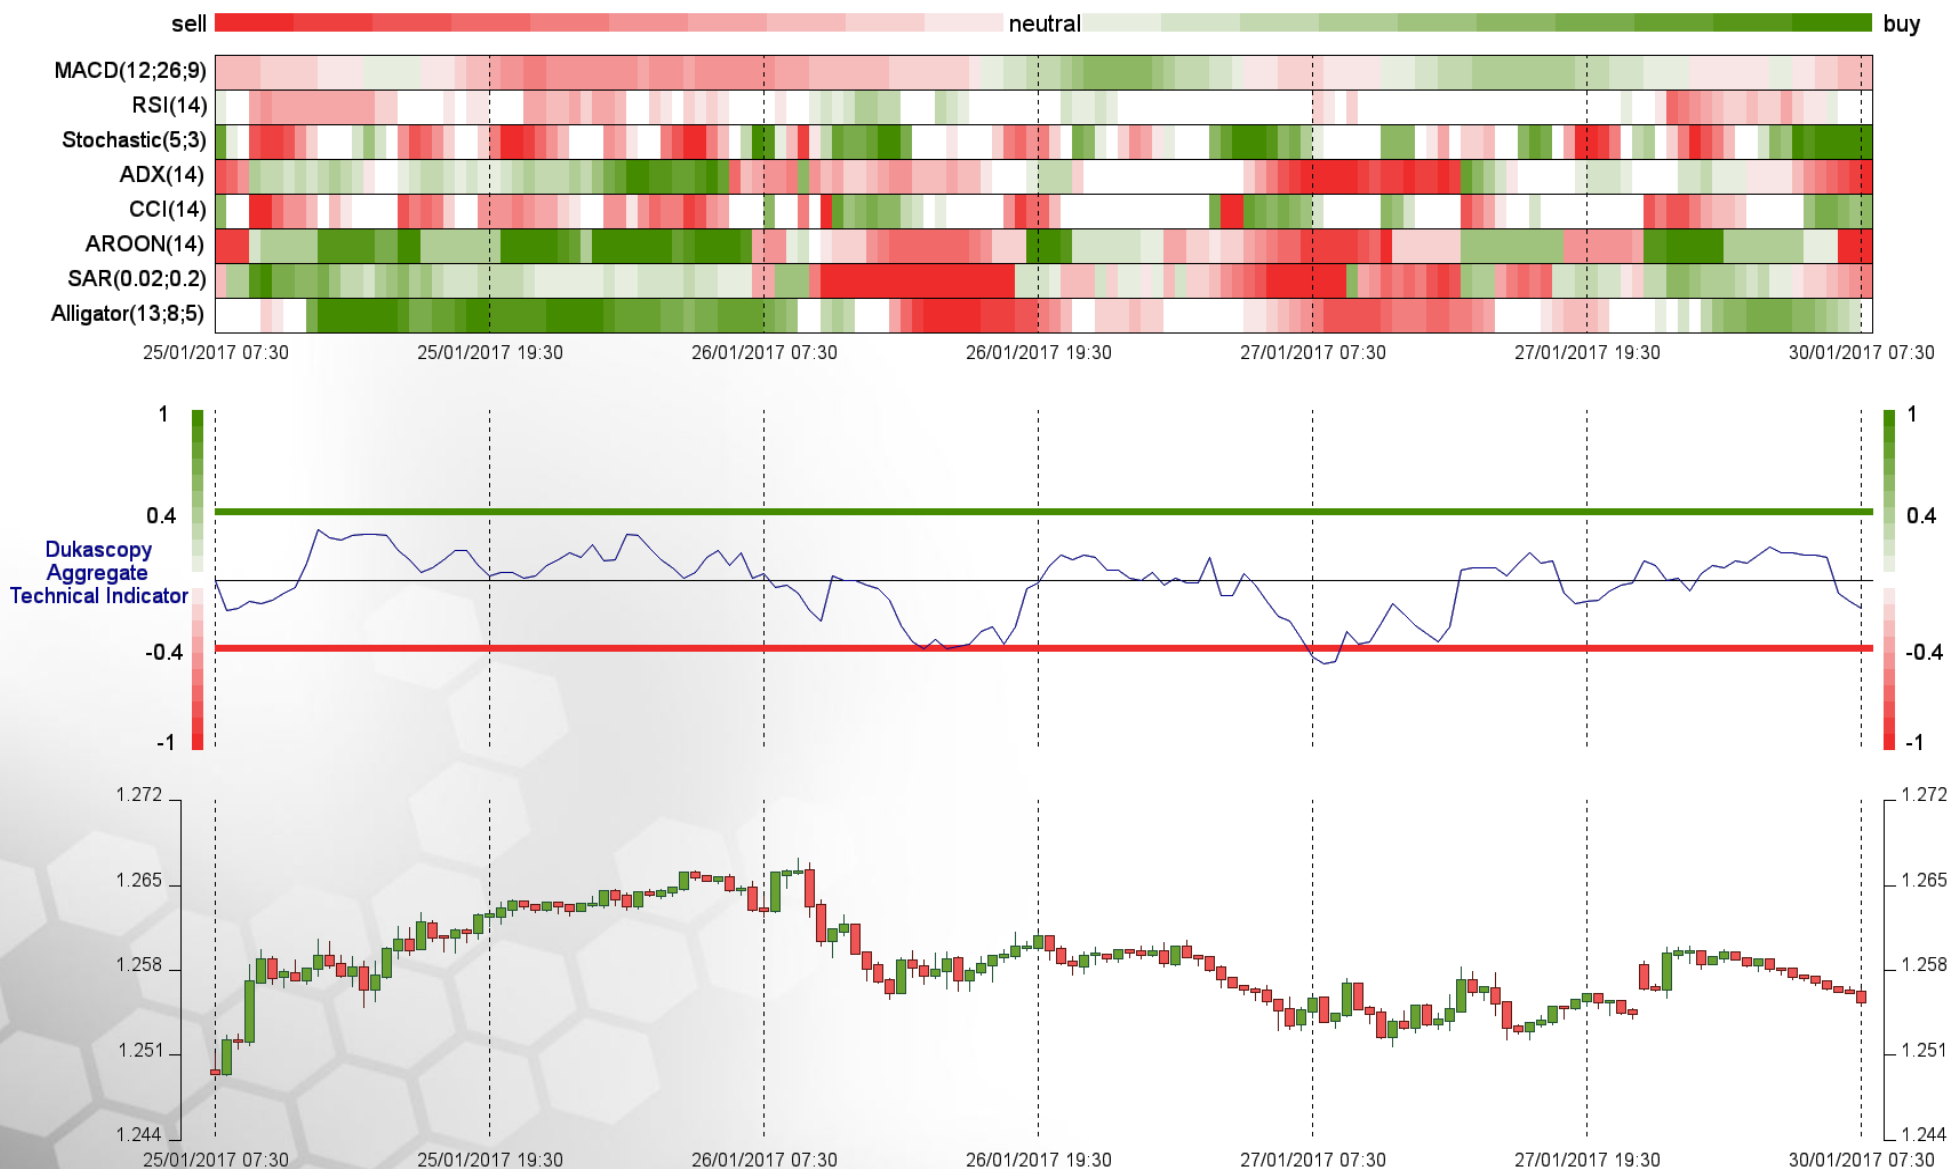 sell neutral buy
MACD(12;26;9)
RSI(14)
Stochastic(5;3)
ADX(14)
CCI(14)
AROON(14)
SAR(0.02;0.2)
Alligator(13;8;5)
25/01/2017 07:30 25/01/2017 19:30 26/01/2017 07:30 26/01/2017 19:30 27/01/2017 07:30 27/01/2017 19:30 30/01/2017 07:30
1 1
0.4 0.4
Dukascopy
Aggregate
Technical Indicator
-0.4 -0.4
-1 -1
1.272 1.272
1.265 1.265
1.258 1.258
1.251 1.251
1.244 1.244
25/01/2017 07:30 25/01/2017 19:30 26/01/2017 07:30 26/01/2017 19:30 27/01/2017 07:30 27/01/2017 19:30 30/01/2017 07:30